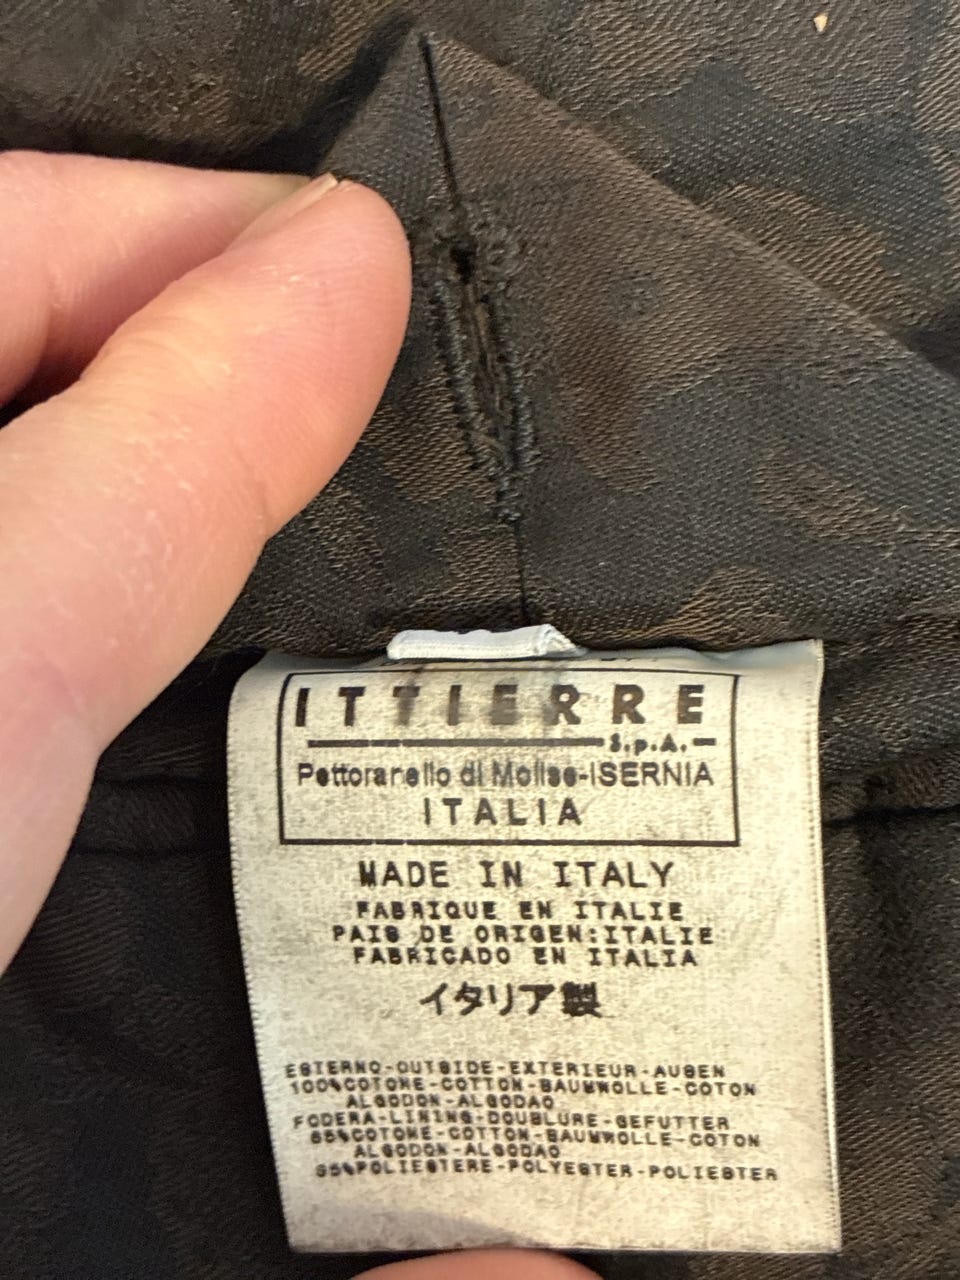 ITTIERRE
S.p.A.
Pettoranello di Molise-ISERNIA
ITALIA
MADE IN ITALY
FABRIQUE EN ITALIE
PAIS DE ORIGEN:ITALIE
FABRICADO EN ITALIA
イタリア製
ESTERNO-OUTSIDE-EXTERIEUR-AUSEN
100%COTONE-COTTON-BAUMWOLLE-COTON
ALGODON-ALGODAO
FODERA-LINING-DOUBLURE-GEFUTTER
65%COTONE-COTTON-BAUMWOLLE-COTON
ALGODON-ALGODAO
35%POLIESTERE-POLYESTER-POLIESTER